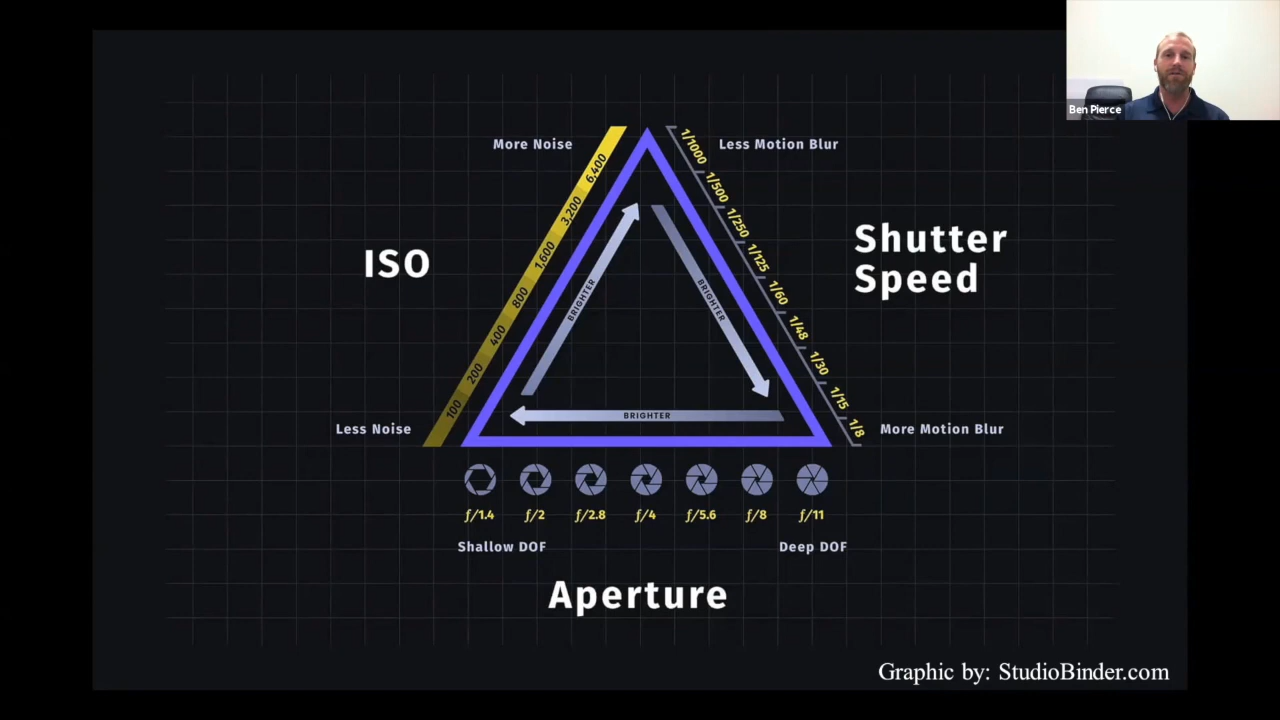 Ben Pierce
More Noise
Less Motion Blur
6,400
3,200
1,600
800
400
200
100
1/1000
1/500
1/250
1/125
1/60
1/48
1/30
1/15
1/8
ISO
Shutter
Speed
BRIGHTER
BRIGHTER
BRIGHTER
Less Noise
More Motion Blur
ƒ/1.4 ƒ/2 ƒ/2.8 ƒ/4 ƒ/5.6 ƒ/8 ƒ/11
Shallow DOF Deep DOF
Aperture
Graphic by: StudioBinder.com